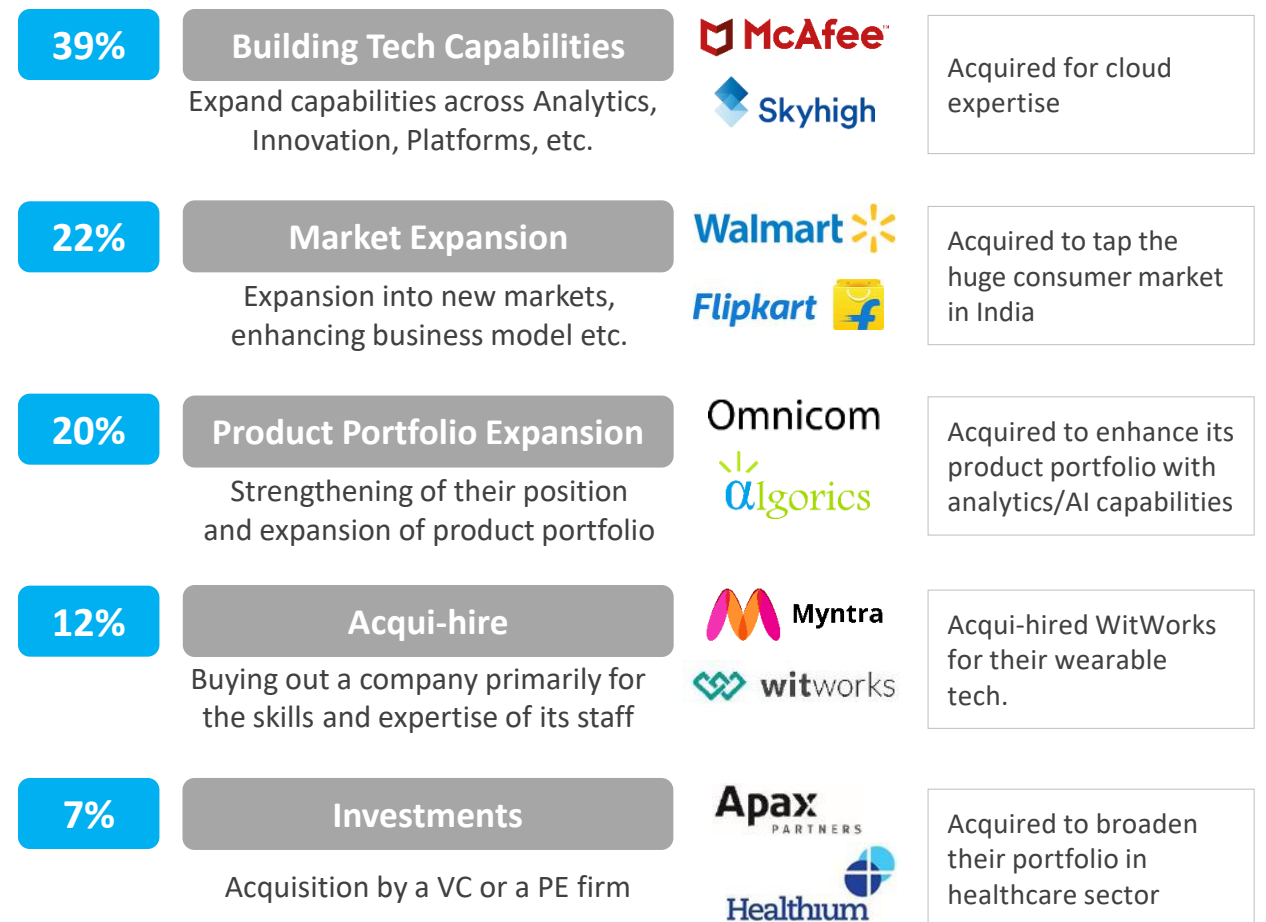 39%
Building Tech Capabilities
Expand capabilities across Analytics,
Innovation, Platforms, etc.
McAfee™
Skyhigh
Acquired for cloud
expertise
22%
Market Expansion
Expansion into new markets,
enhancing business model etc.
Walmart
Flipkart
Acquired to tap the
huge consumer market
in India
20%
Product Portfolio Expansion
Strengthening of their position
and expansion of product portfolio
Omnicom
αlgorics
Acquired to enhance its
product portfolio with
analytics/AI capabilities
12%
Acqui-hire
Buying out a company primarily for
the skills and expertise of its staff
Myntra
witworks
Acqui-hired WitWorks
for their wearable
tech.
7%
Investments
Acquisition by a VC or a PE firm
Apax
PARTNERS
Healthium
Acquired to broaden
their portfolio in
healthcare sector